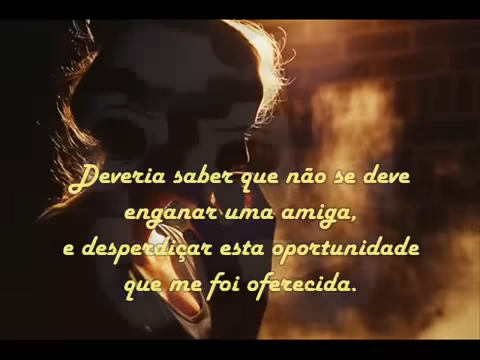 Deveria saber que não se deve
enganar uma amiga,
e desperdiçar esta oportunidade
que me foi oferecida.